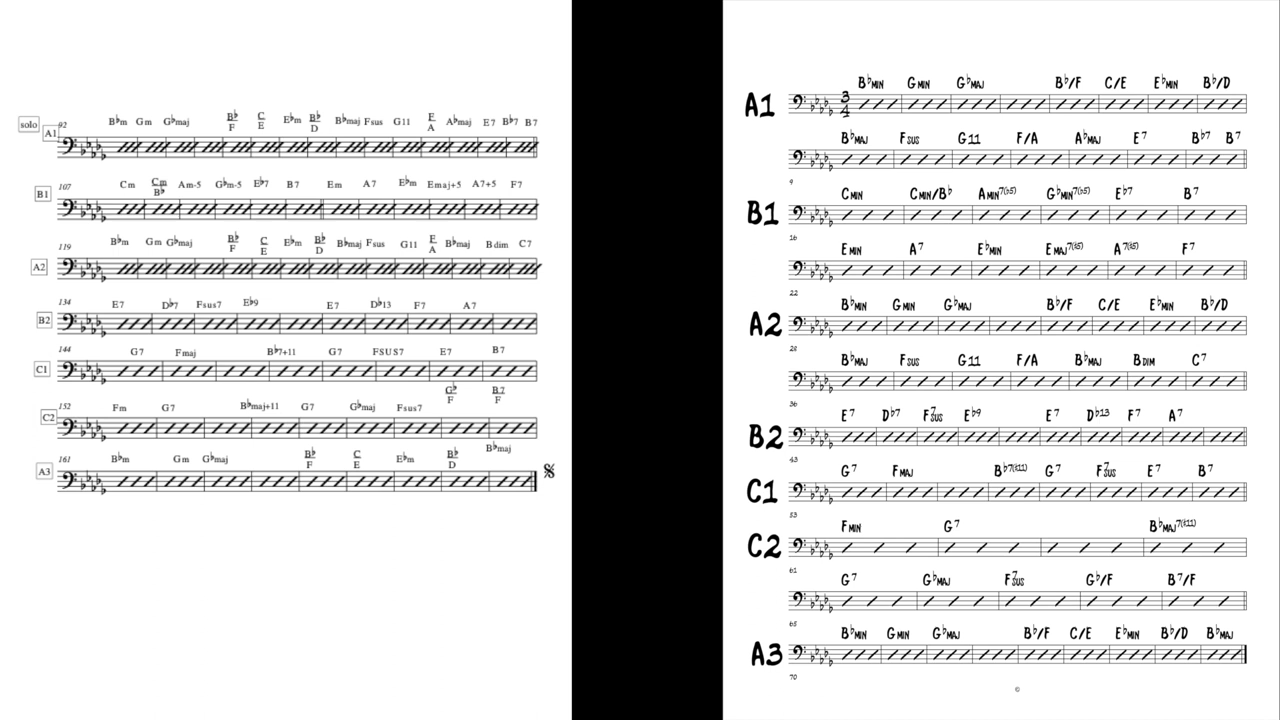 solo
92
A1
B♭m Gm G♭maj B♭/F C/E E♭m B♭/D B♭maj Fsus G11 F/A A♭maj E7 B♭7 B7
107
B1
Cm Cm/B♭ Am-5 G♭m-5 E♭7 B7 Em A7 E♭m Emaj+5 A7+5 F7
119
A2
B♭m Gm G♭maj B♭/F C/E E♭m B♭/D B♭maj Fsus G11 F/A B♭maj Bdim C7
134
B2
E7 D♭7 Fsus7 E♭9 E7 D♭13 F7 A7
144
C1
G7 Fmaj B♭7+11 G7 FSUS7 E7 B7
152
C2
Fm G7 B♭maj+11 G7 G♭maj Fsus7 G♭/F B7/F
161
A3
B♭m Gm G♭maj B♭/F C/E E♭m B♭/D B♭maj
A1
3/4
B♭MIN GMIN G♭MAJ B♭/F C/E E♭MIN B♭/D
B♭MAJ FSUS G11 F/A A♭MAJ E7 B♭7 B7
9
B1
CMIN CMIN/B♭ AMIN7(♭5) G♭MIN7(♭5) E♭7 B7
16
EMIN A7 E♭MIN EMAJ7(♯5) A7(♯5) F7
22
A2
B♭MIN GMIN G♭MAJ B♭/F C/E E♭MIN B♭/D
28
B♭MAJ FSUS G11 F/A B♭MAJ BDIM C7
36
B2
E7 D♭7 F7SUS E♭9 E7 D♭13 F7 A7
43
C1
G7 FMAJ B♭7(♯11) G7 F7SUS E7 B7
53
C2
FMIN G7 B♭MAJ7(♯11)
61
G7 G♭MAJ F7SUS G♭/F B7/F
65
A3
B♭MIN GMIN G♭MAJ B♭/F C/E E♭MIN B♭/D B♭MAJ
70
©